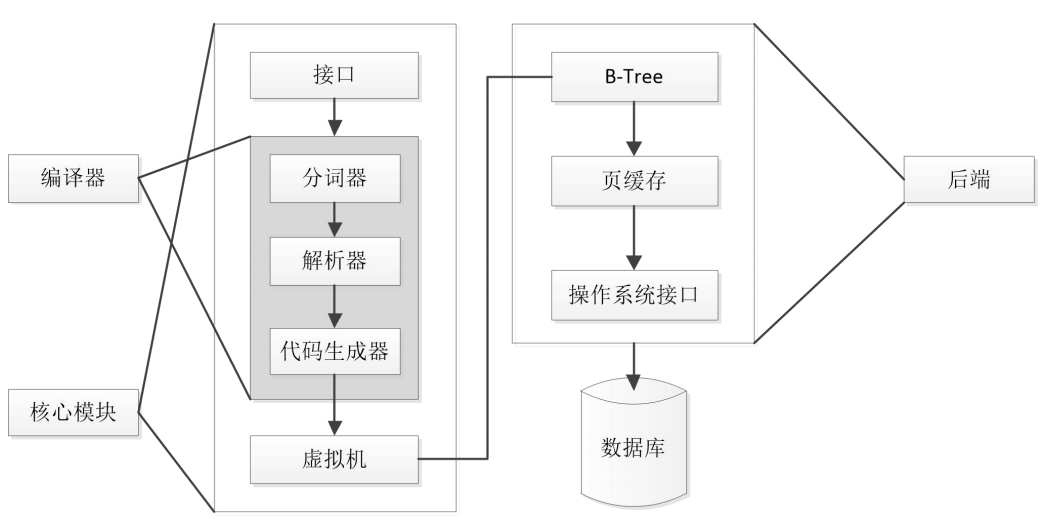 编译器
核心模块
接口
分词器
解析器
代码生成器
虚拟机
B-Tree
页缓存
操作系统接口
数据库
后端